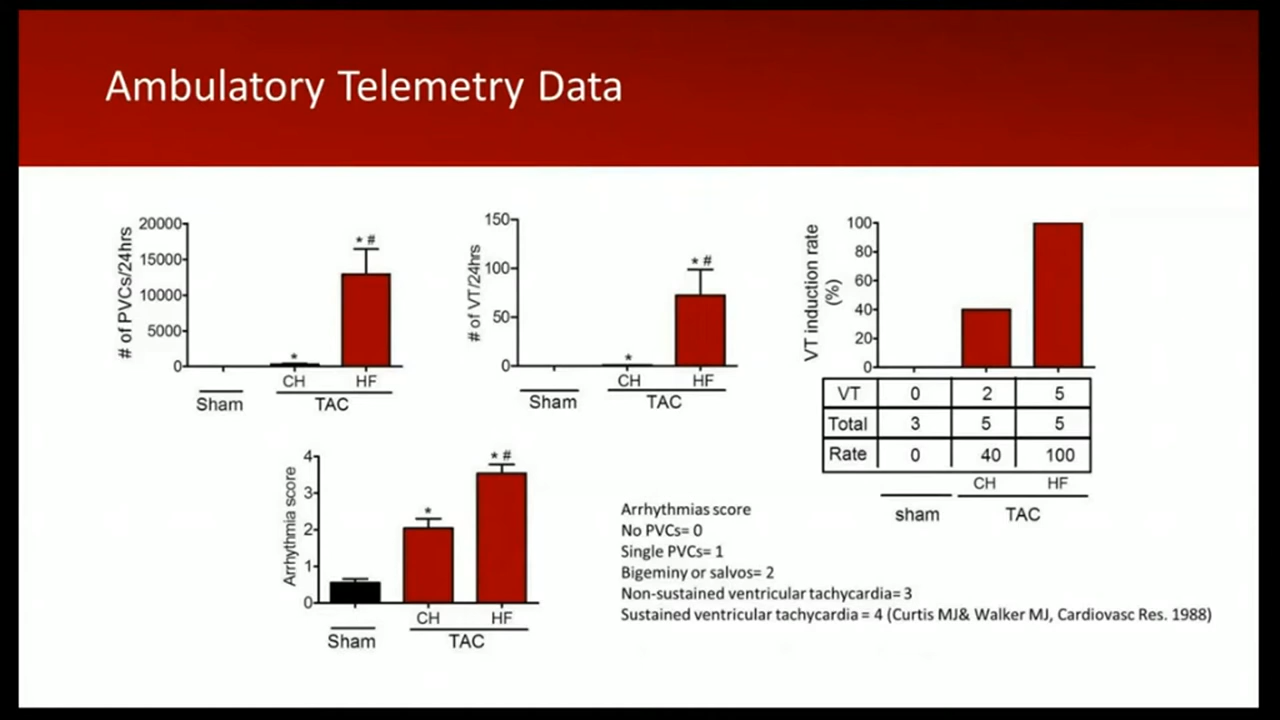 Ambulatory Telemetry Data
# of PVCs/24hrs
20000
15000
10000
5000
0
*
* #
CH
HF
Sham
TAC
# of VT/24hrs
150
100
50
0
*
* #
CH
HF
Sham
TAC
VT induction rate
(%)
100
80
60
40
20
0
VT 0 2 5
Total 3 5 5
Rate 0 40 100
CH
HF
sham
TAC
Arrhythmia score
4
3
2
1
0
*
* #
CH
HF
Sham
TAC
Arrhythmias score
No PVCs= 0
Single PVCs= 1
Bigeminy or salvos= 2
Non-sustained ventricular tachycardia= 3
Sustained ventricular tachycardia = 4 (Curtis MJ& Walker MJ, Cardiovasc Res. 1988)